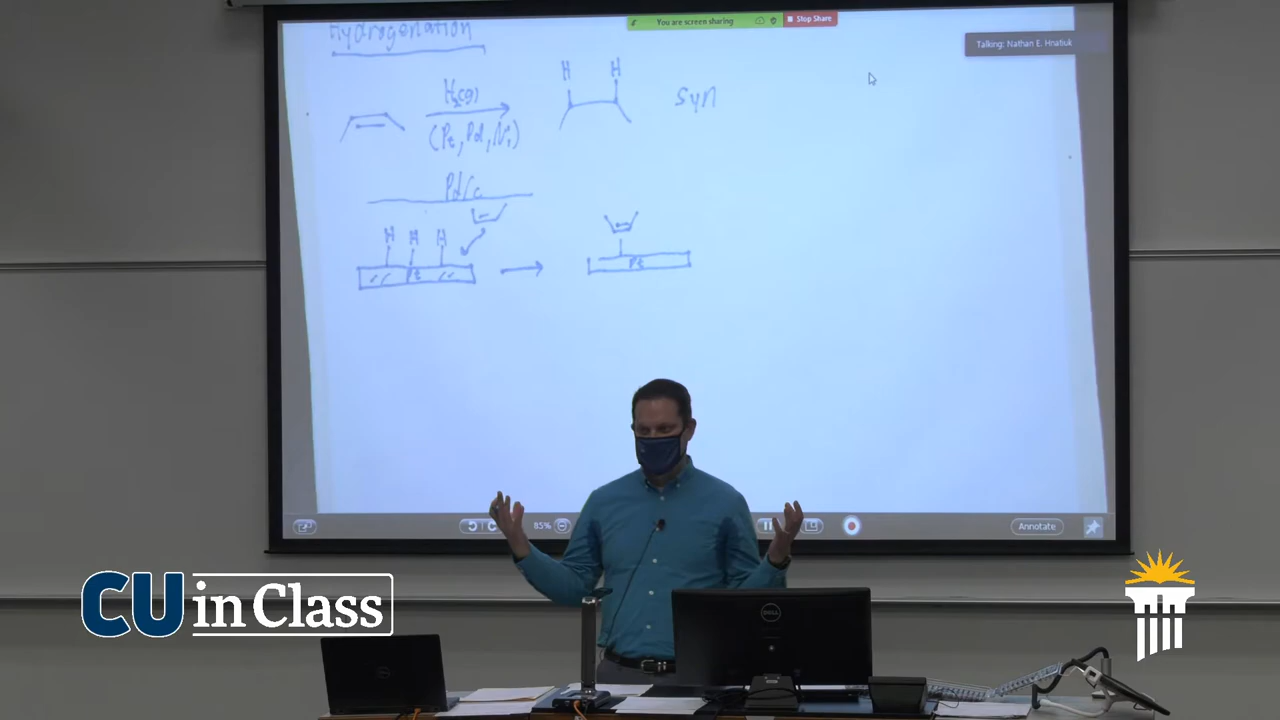 You are screen sharing
Stop Share
Talking: Nathan E. Hnatiuk
Hydrogenation
H H
H₂(g)
Syn
(Pt, Pd, Ni)
Pd/C
H H H
Pt
Pt
85%
Annotate
DELL
CU in Class